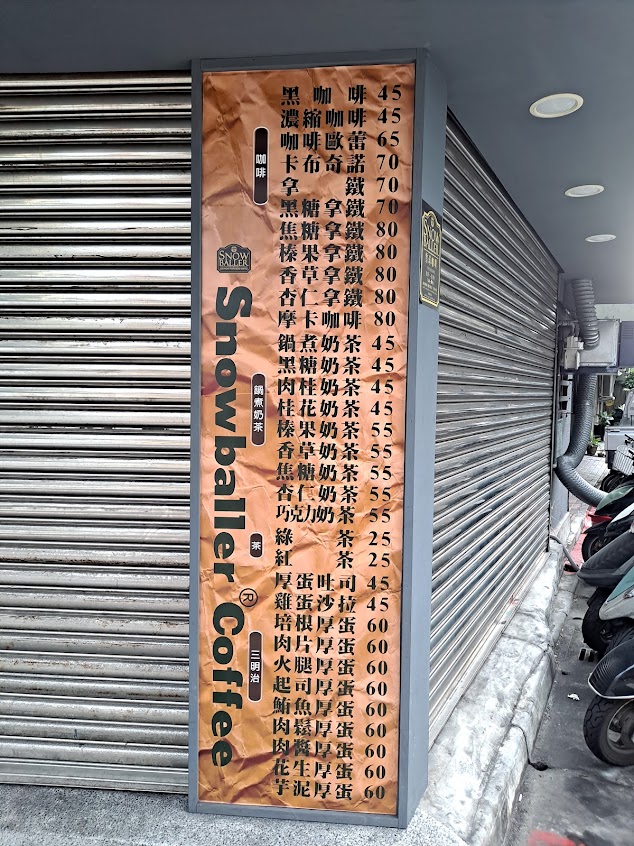 咖啡
黑咖啡 45
濃縮咖啡 45
咖啡歐蕾 65
卡布奇諾 70
拿鐵 70
黑糖拿鐵 70
焦糖拿鐵 80
榛果拿鐵 80
香草拿鐵 80
杏仁拿鐵 80
摩卡咖啡 80
鍋煮奶茶
鍋煮奶茶 45
黑糖奶茶 45
肉桂奶茶 45
桂花奶茶 45
榛果奶茶 55
香草奶茶 55
焦糖奶茶 55
杏仁奶茶 55
巧克力奶茶 55
茶
綠茶 25
紅茶 25
三明治
厚蛋吐司 45
雞蛋沙拉 45
培根厚蛋 60
肉片厚蛋 60
火腿厚蛋 60
起司厚蛋 60
鮪魚厚蛋 60
肉鬆厚蛋 60
肉醬厚蛋 60
花生厚蛋 60
芋泥厚蛋 60
SNOW
BALLER
Snowballer® Coffee
SNOW
BALLER